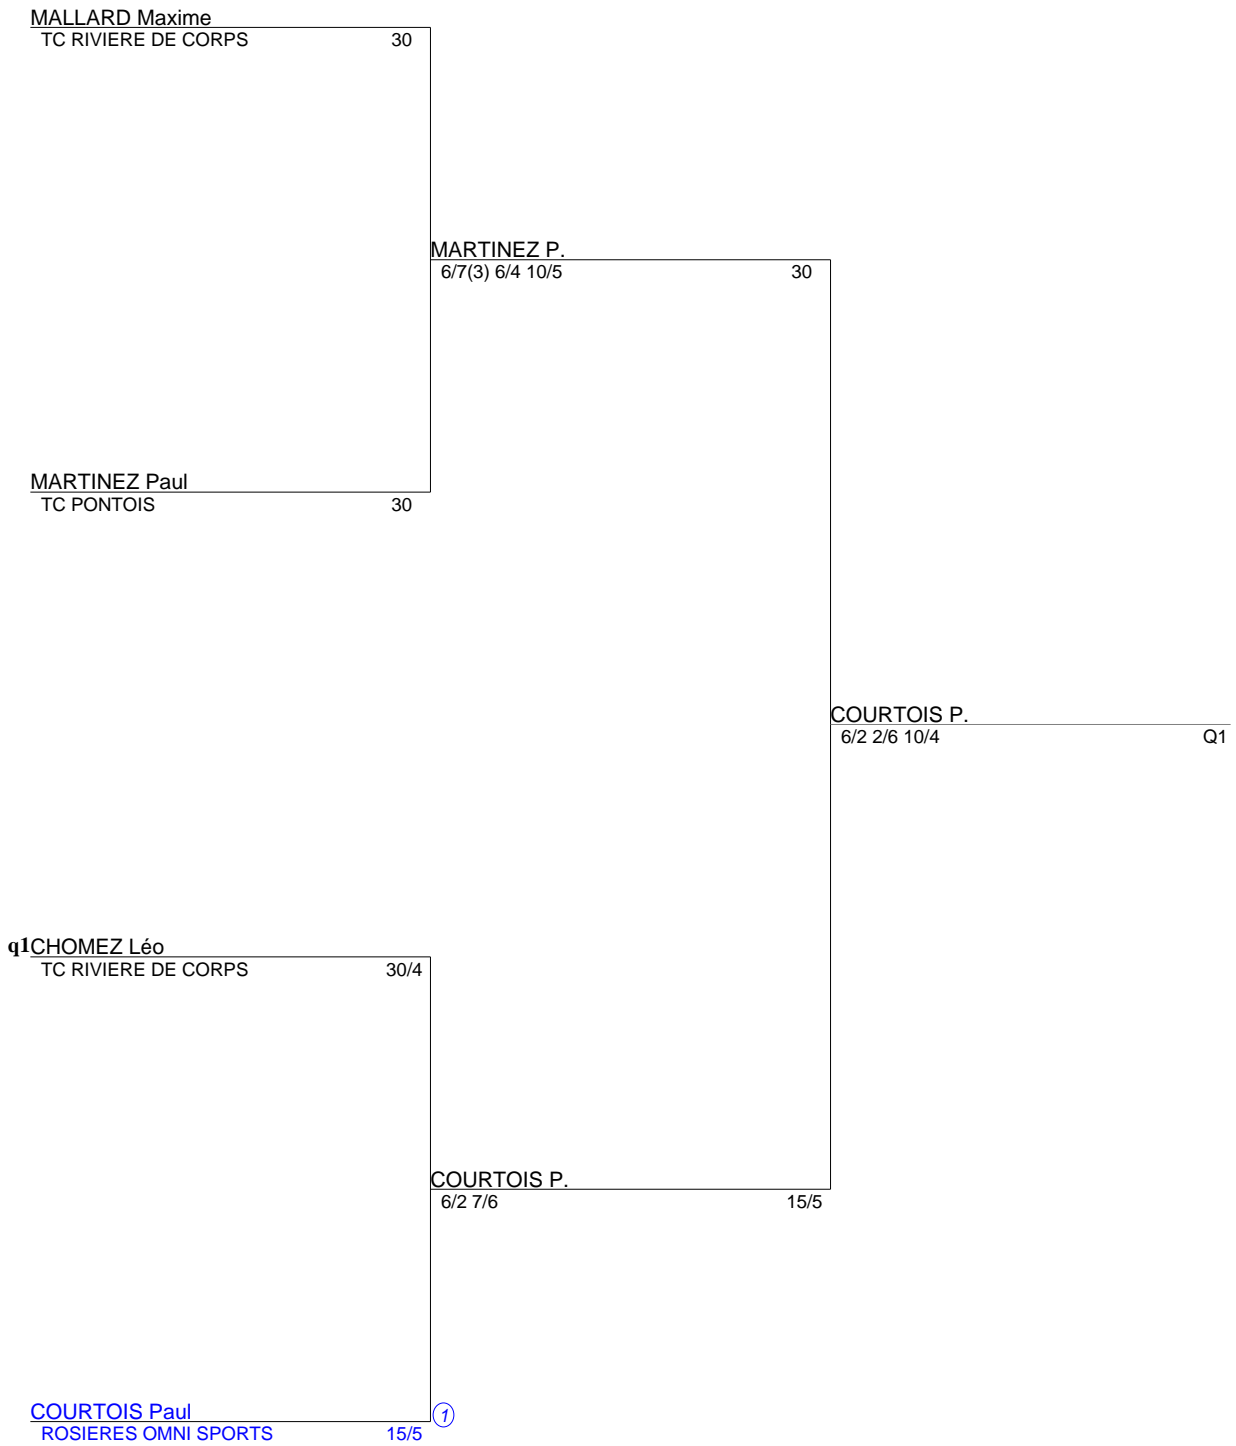 MALLARD Maxime
TC RIVIERE DE CORPS 30
MARTINEZ P.
6/7(3) 6/4 10/5 30
MARTINEZ Paul
TC PONTOIS 30
COURTOIS P.
6/2 2/6 10/4 Q1
q1CHOMEZ Léo
TC RIVIERE DE CORPS 30/4
COURTOIS P.
6/2 7/6 15/5
COURTOIS Paul 1
ROSIERES OMNI SPORTS 15/5